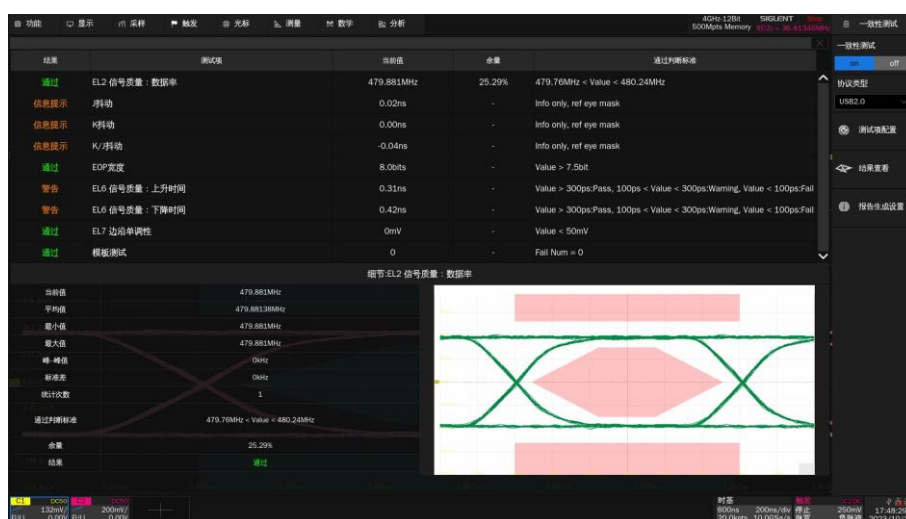 功能 显示 采样 触发 光标 测量 数学 分析 4GHz 12Bit SIGLENT Stop 一致性测试
500Mpts Memory
一致性测试
结果 测试项 当前值 余量 通过判断标准
on off
通过 EL2 信号质量：数据率 479.881MHz 25.29% 479.76MHz < Value < 480.24MHz
协议类型
信息提示 J抖动 0.02ns - Info only, ref eye mask
USB2.0
信息提示 K抖动 0.00ns - Info only, ref eye mask
测试项配置
信息提示 K/J抖动 -0.04ns - Info only, ref eye mask
通过 EOP宽度 8.0bits - Value > 7.5bit
结果查看
警告 EL6 信号质量：上升时间 0.31ns - Value > 300ps:Pass, 100ps < Value < 300ps:Warning, Value < 100ps:Fail
警告 EL6 信号质量：下降时间 0.42ns - Value > 300ps:Pass, 100ps < Value < 300ps:Warning, Value < 100ps:Fail
报告生成设置
通过 EL7 边沿单调性 0mV - Value < 50mV
通过 模板测试 0 - Fail Num = 0
细节:EL2 信号质量：数据率
当前值 479.881MHz
平均值 479.88138MHz
最小值 479.881MHz
最大值 479.881MHz
峰-峰值 0kHz
标准差 0kHz
统计次数 1
通过判断标准 479.76MHz < Value < 480.24MHz
余量 25.29%
结果 通过
C1 DC50 DC50 时基 触发
132mV/ 200mV/ 600ns 200ns/div 停止 250mV 17:48:29
FULL 0.00V FULL 0.00V 20.0kpts 10.0GSa/s